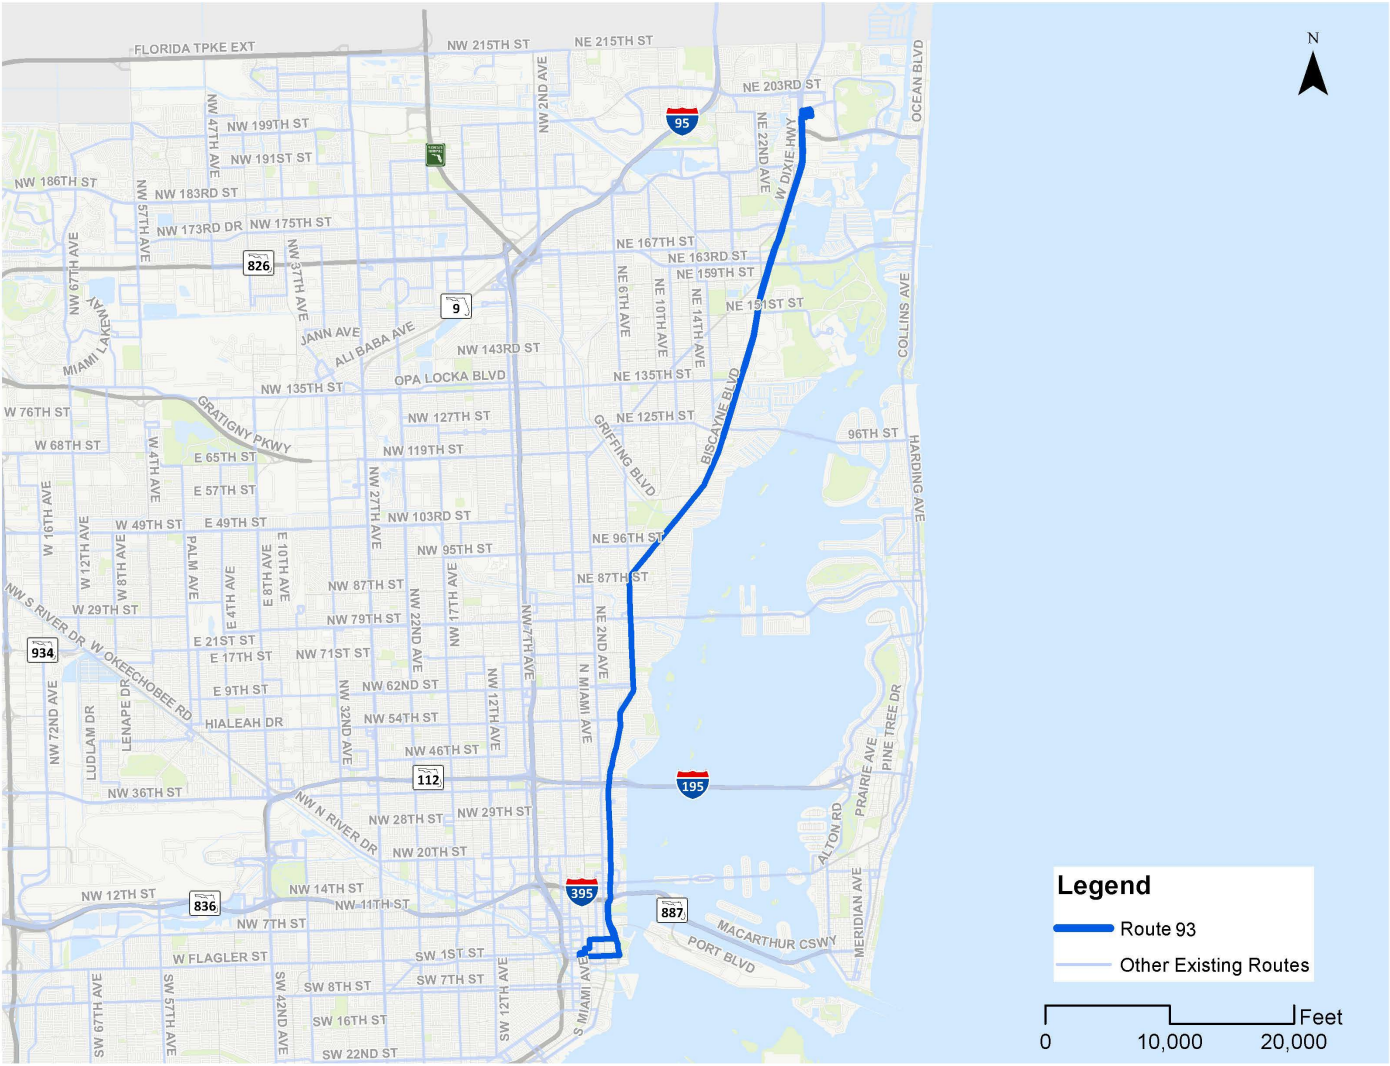 FLORIDA TPKE EXT
NW 215TH ST
NE 215TH ST
OCEAN BLVD
N
NW 2ND AVE
NE 203RD ST
95
NW 47TH AVE
NW 199TH ST
NE 22ND AVE
W DIXIE HWY
NW 191ST ST
NW 186TH ST
NW 183RD ST
NW 57TH AVE
NW 173RD DR
NW 175TH ST
NW 67TH AVE
NW 37TH AVE
826
NE 167TH ST
NE 163RD ST
NE 159TH ST
NE 6TH AVE
NE 10TH AVE
NE 14TH AVE
NE 151ST ST
COLLINS AVE
9
MIAMI LAKEWAY
JANN AVE
ALI BABA AVE
NW 143RD ST
OPA LOCKA BLVD
NE 135TH ST
NW 135TH ST
BISCAYNE BLVD
W 76TH ST
GRATIGNY PKWY
NW 127TH ST
NE 125TH ST
GRIFFING BLVD
96TH ST
HARDING AVE
W 68TH ST
W 4TH AVE
E 65TH ST
NW 119TH ST
NW 27TH AVE
W 16TH AVE
E 57TH ST
W 12TH AVE
W 49TH ST
E 49TH ST
NW 103RD ST
W 8TH AVE
PALM AVE
E 10TH AVE
E 8TH AVE
NE 96TH ST
NW 95TH ST
E 4TH AVE
NW 87TH ST
NE 87TH ST
NW 17TH AVE
NW 22ND AVE
NW S RIVER DR
W 29TH ST
NW 79TH ST
NW 7TH AVE
NE 2ND AVE
934
W OKEECHOBEE RD
E 21ST ST
E 17TH ST
NW 71ST ST
N MIAMI AVE
NW 72ND AVE
LUDLAM DR
LENAPE DR
E 9TH ST
NW 62ND ST
NW 32ND AVE
NW 12TH AVE
HIALEAH DR
NW 54TH ST
PINE TREE DR
NW 46TH ST
PRAIRIE AVE
112
195
NW 36TH ST
NW N RIVER DR
NW 28TH ST
NW 29TH ST
ALTON RD
NW 20TH ST
NW 12TH ST
NW 14TH ST
395
836
NW 11TH ST
887
MERIDIAN AVE
NW 7TH ST
MACARTHUR CSWY
W FLAGLER ST
SW 1ST ST
PORT BLVD
SW 67TH AVE
SW 57TH AVE
SW 42ND AVE
SW 8TH ST
SW 7TH ST
SW 12TH AVE
S MIAMI AVE
SW 16TH ST
SW 22ND ST
Legend
Route 93
Other Existing Routes
Feet
0 10,000 20,000